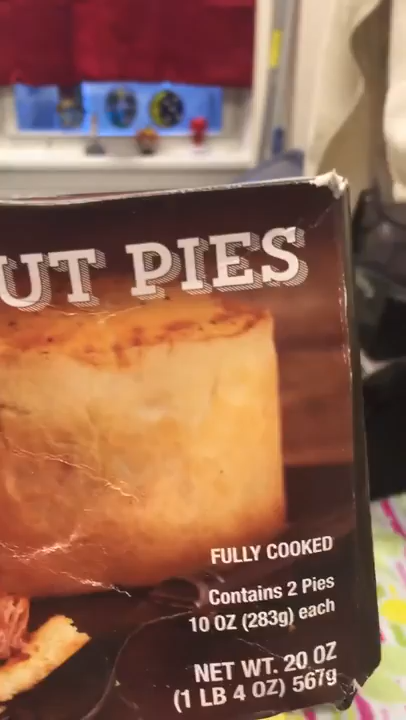 UT PIES
FULLY COOKED
Contains 2 Pies
10 OZ (283g) each
NET WT. 20 OZ
(1 LB 4 OZ) 567g